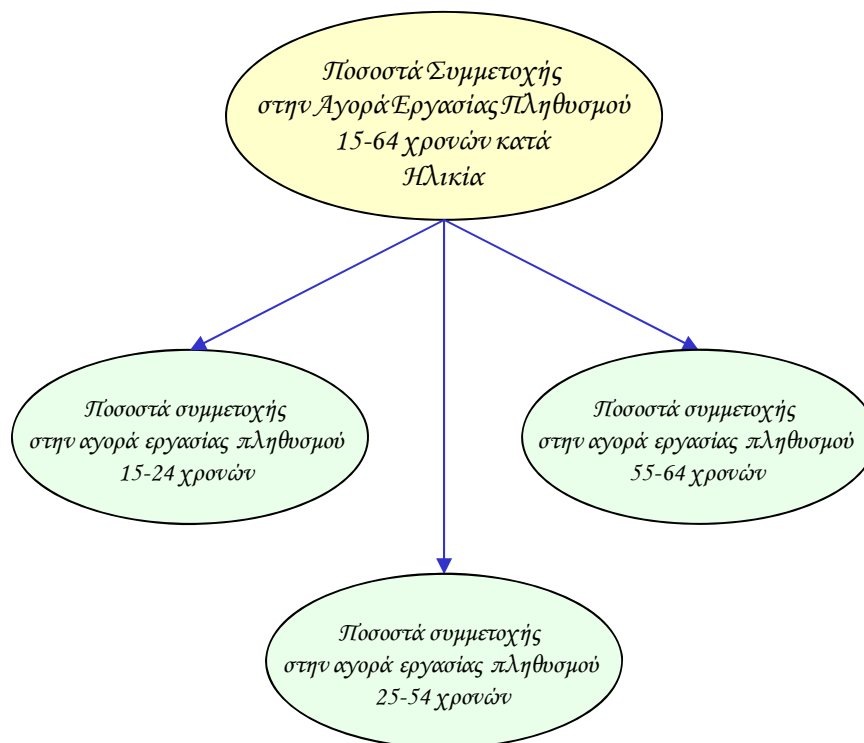 Ποσοστά Συμμετοχής
στην Αγορά Εργασίας Πληθυσμού
15-64 χρονών κατά
Ηλικία
Ποσοστά συμμετοχής
στην αγορά εργασίας πληθυσμού
15-24 χρονών
Ποσοστά συμμετοχής
στην αγορά εργασίας πληθυσμού
55-64 χρονών
Ποσοστά συμμετοχής
στην αγορά εργασίας πληθυσμού
25-54 χρονών